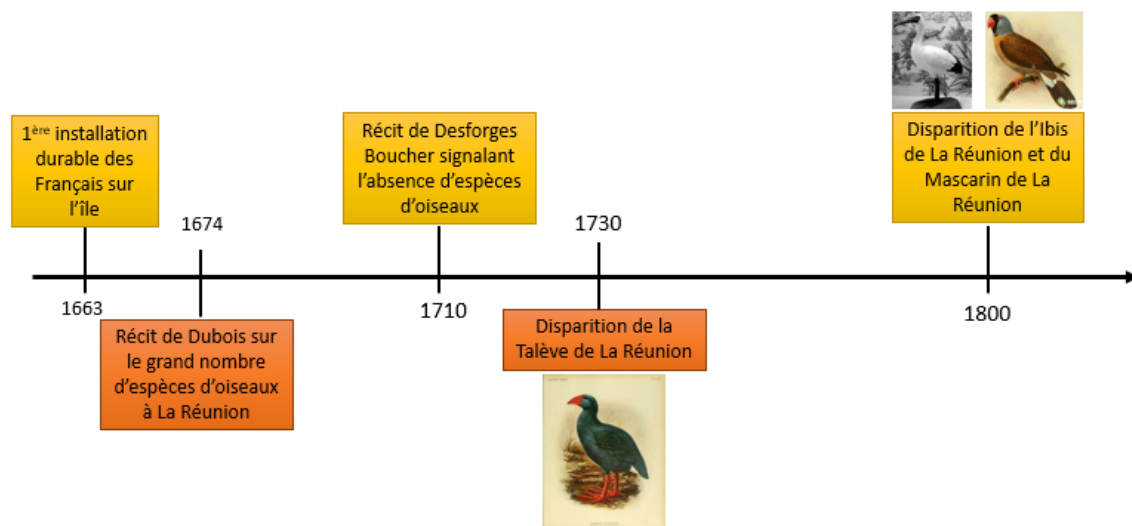 1ère installation
durable des
Français sur
l'île
1663
1674
Récit de Dubois sur
le grand nombre
d'espèces d'oiseaux
à La Réunion
Récit de Desforges
Boucher signalant
l'absence d'espèces
d'oiseaux
1710
1730
Disparition de la
Talève de La Réunion
Disparition de l'Ibis
de La Réunion et du
Mascarin de La
Réunion
1800